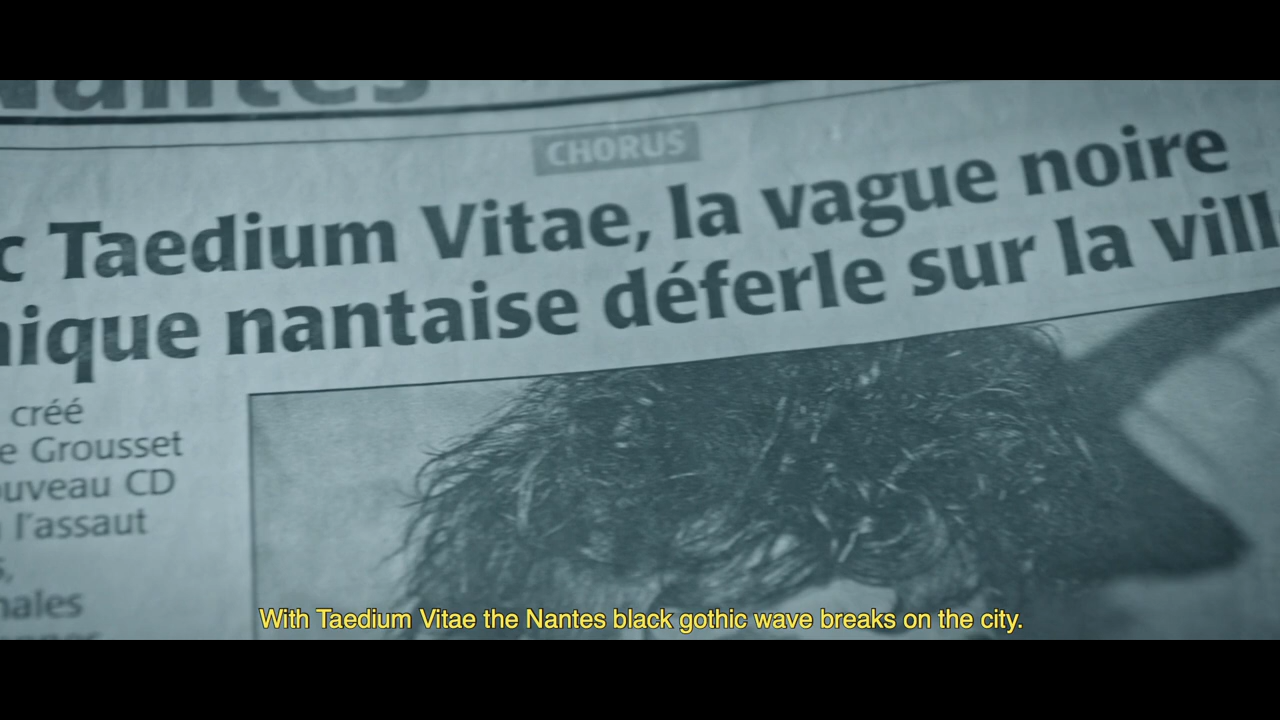 Nantes
CHORUS
c Taedium Vitae, la vague noire
nique nantaise déferle sur la vill
créé
e Grousset
ouveau CD
l'assaut
nales
With Taedium Vitae the Nantes black gothic wave breaks on the city.